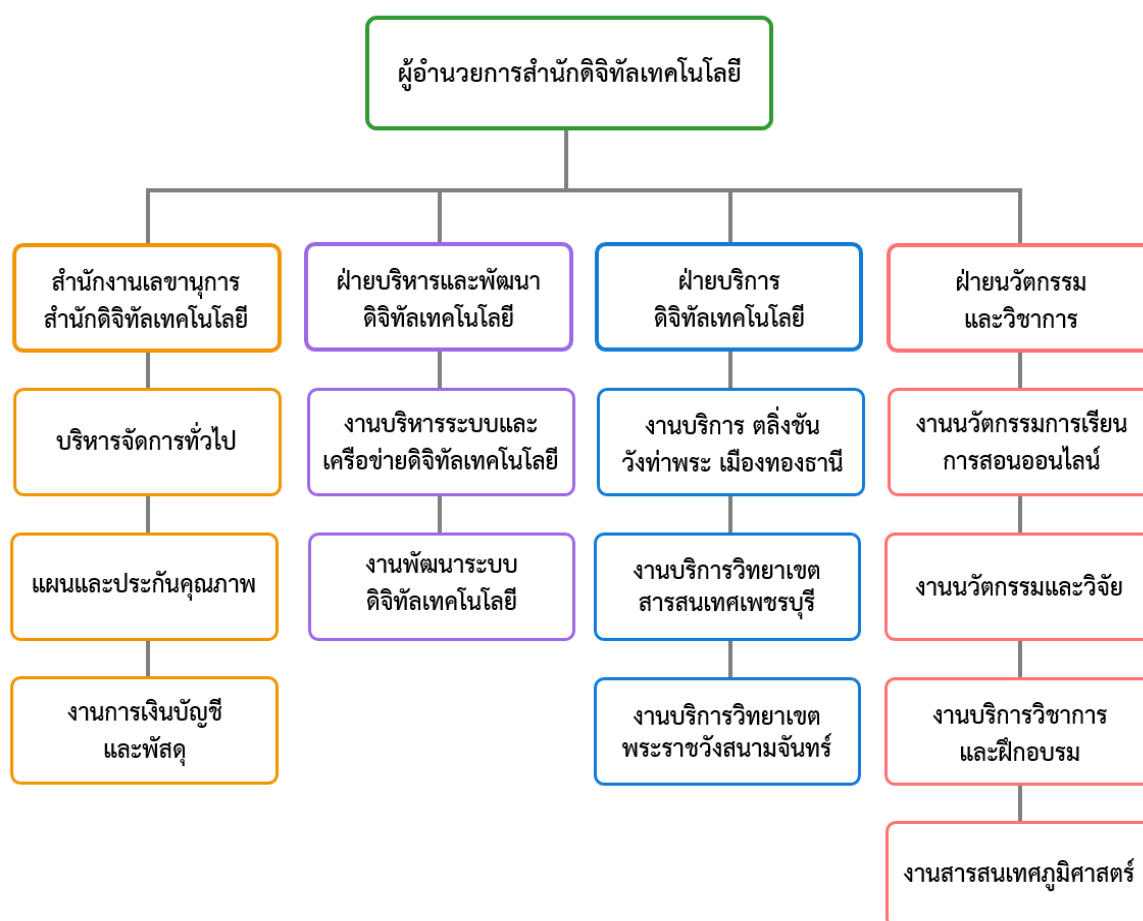 ผู้อำนวยการสำนักดิจิทัลเทคโนโลยี
สำนักงานเลขานุการ
สำนักดิจิทัลเทคโนโลยี
บริหารจัดการทั่วไป
แผนและประกันคุณภาพ
งานการเงินบัญชี
และพัสดุ
ฝ่ายบริหารและพัฒนา
ดิจิทัลเทคโนโลยี
งานบริหารระบบและ
เครือข่ายดิจิทัลเทคโนโลยี
งานพัฒนาระบบ
ดิจิทัลเทคโนโลยี
ฝ่ายบริการ
ดิจิทัลเทคโนโลยี
งานบริการ ตลิ่งชัน
วังท่าพระ เมืองทองธานี
งานบริการวิทยาเขต
สารสนเทศเพชรบุรี
งานบริการวิทยาเขต
พระราชวังสนามจันทร์
ฝ่ายนวัตกรรม
และวิชาการ
งานนวัตกรรมการเรียน
การสอนออนไลน์
งานนวัตกรรมและวิจัย
งานบริการวิชาการ
และฝึกอบรม
งานสารสนเทศภูมิศาสตร์